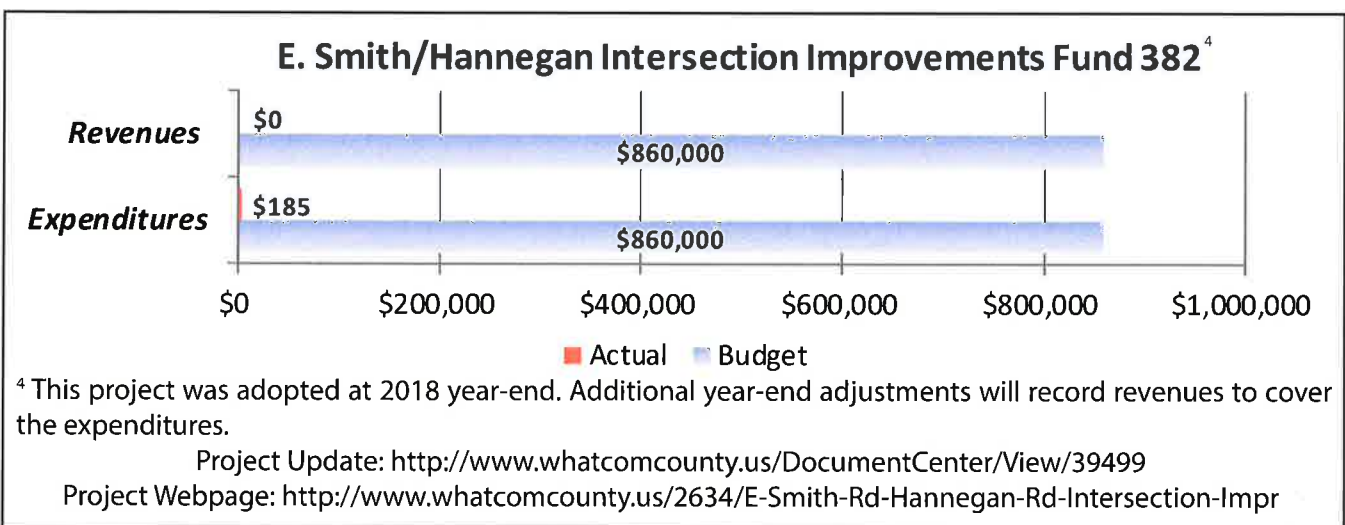 E. Smith/Hannegan Intersection Improvements Fund 382⁴
Revenues
$0
$860,000
Expenditures
$185
$860,000
$0 $200,000 $400,000 $600,000 $800,000 $1,000,000
Actual Budget
⁴ This project was adopted at 2018 year-end. Additional year-end adjustments will record revenues to cover
the expenditures.
Project Update: http://www.whatcomcounty.us/DocumentCenter/View/39499
Project Webpage: http://www.whatcomcounty.us/2634/E-Smith-Rd-Hannegan-Rd-Intersection-Impr